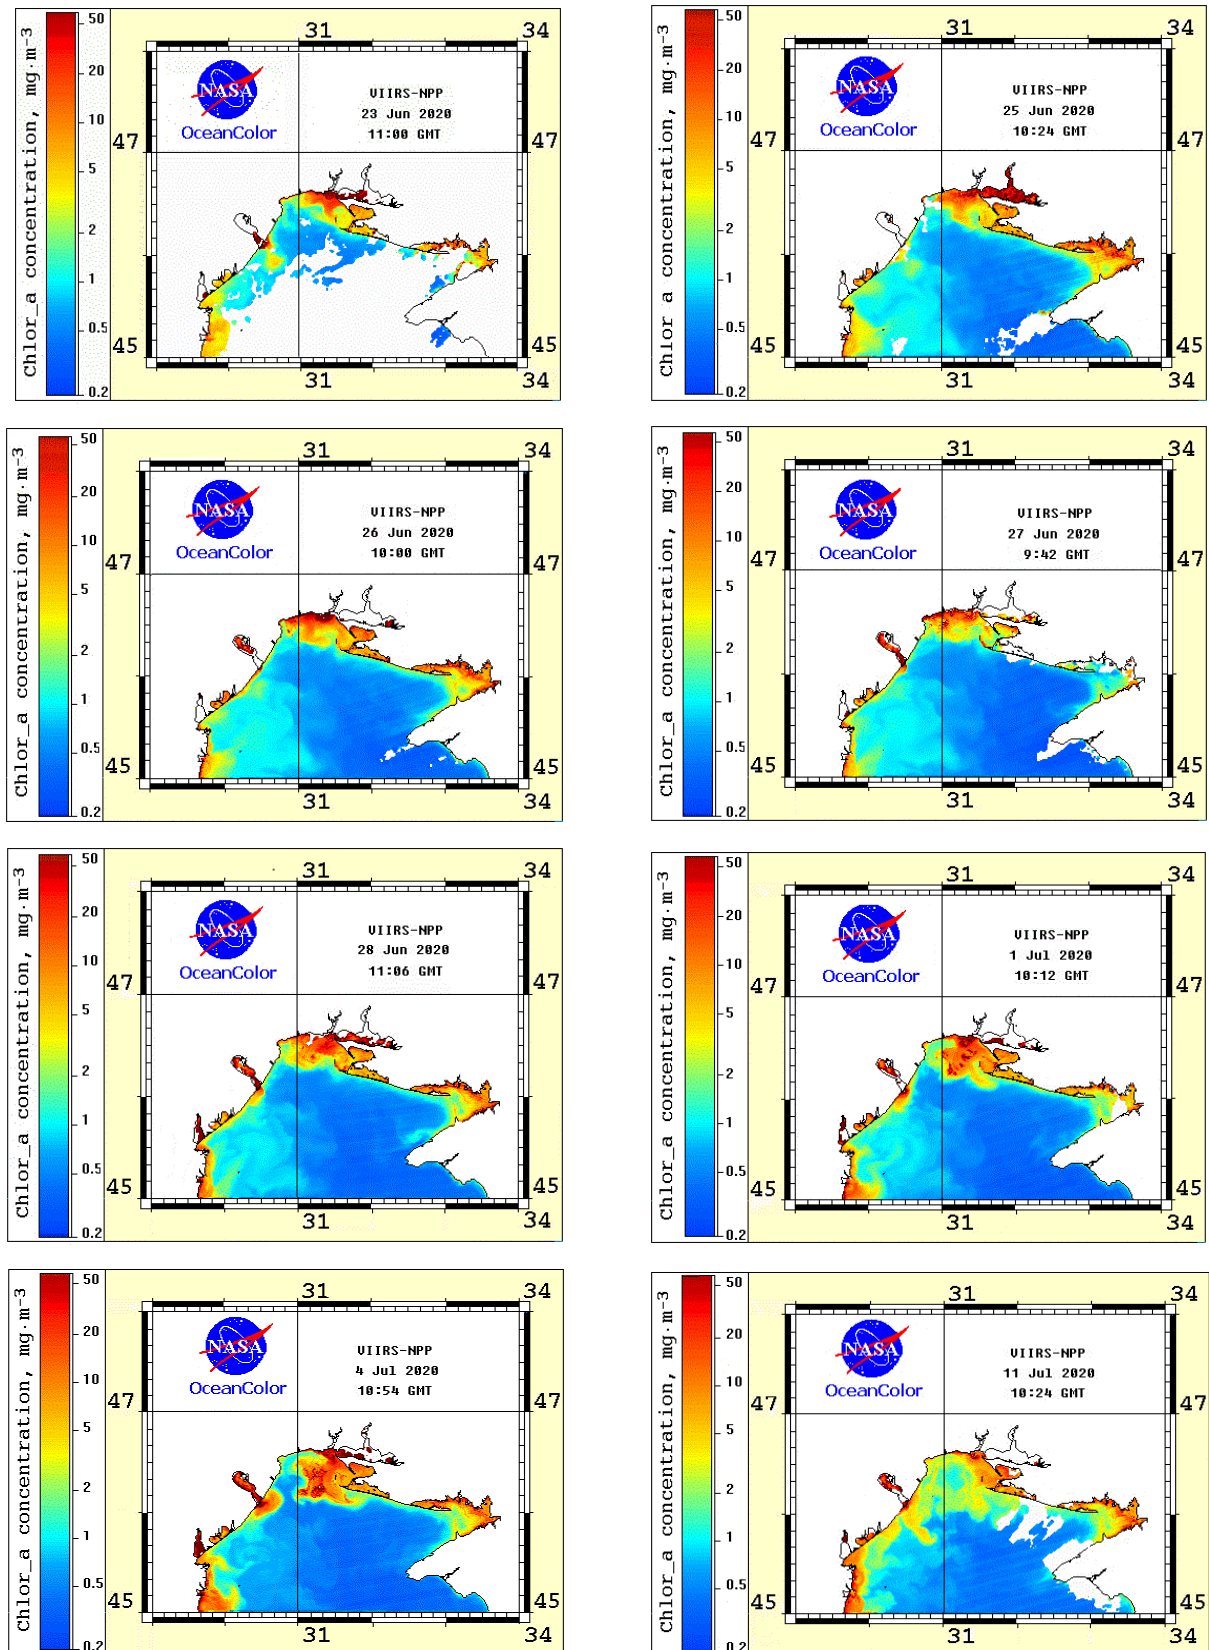 Chlor_a concentration, mg·m⁻³
50
20
10
5
2
1
0.5
0.2
31
34
47
45
NASA
OceanColor
VIIRS-NPP
23 Jun 2020
11:00 GMT
47
45
31
34
Chlor a concentration, mg·m⁻³
50
20
10
5
2
1
0.5
0.2
31
34
47
45
NASA
OceanColor
VIIRS-NPP
25 Jun 2020
10:24 GMT
47
45
31
34
Chlor_a concentration, mg·m⁻³
50
20
10
5
2
1
0.5
0.2
31
34
47
45
NASA
OceanColor
VIIRS-NPP
26 Jun 2020
10:00 GMT
47
45
31
34
Chlor_a concentration, mg·m⁻³
50
20
10
5
2
1
0.5
0.2
31
34
47
45
NASA
OceanColor
VIIRS-NPP
27 Jun 2020
9:42 GMT
47
45
31
34
Chlor_a concentration, mg·m⁻³
50
20
10
5
2
1
0.5
0.2
31
34
47
45
NASA
OceanColor
VIIRS-NPP
28 Jun 2020
11:06 GMT
47
45
31
34
Chlor_a concentration, mg·m⁻³
50
20
10
5
2
1
0.5
0.2
31
34
47
45
NASA
OceanColor
VIIRS-NPP
1 Jul 2020
10:12 GMT
47
45
31
34
Chlor_a concentration, mg·m⁻³
50
20
10
5
2
1
0.5
0.2
31
34
47
45
NASA
OceanColor
VIIRS-NPP
4 Jul 2020
10:54 GMT
47
45
31
34
Chlor_a concentration, mg·m⁻³
50
20
10
5
2
1
0.5
0.2
31
34
47
45
NASA
OceanColor
VIIRS-NPP
11 Jul 2020
10:24 GMT
47
45
31
34